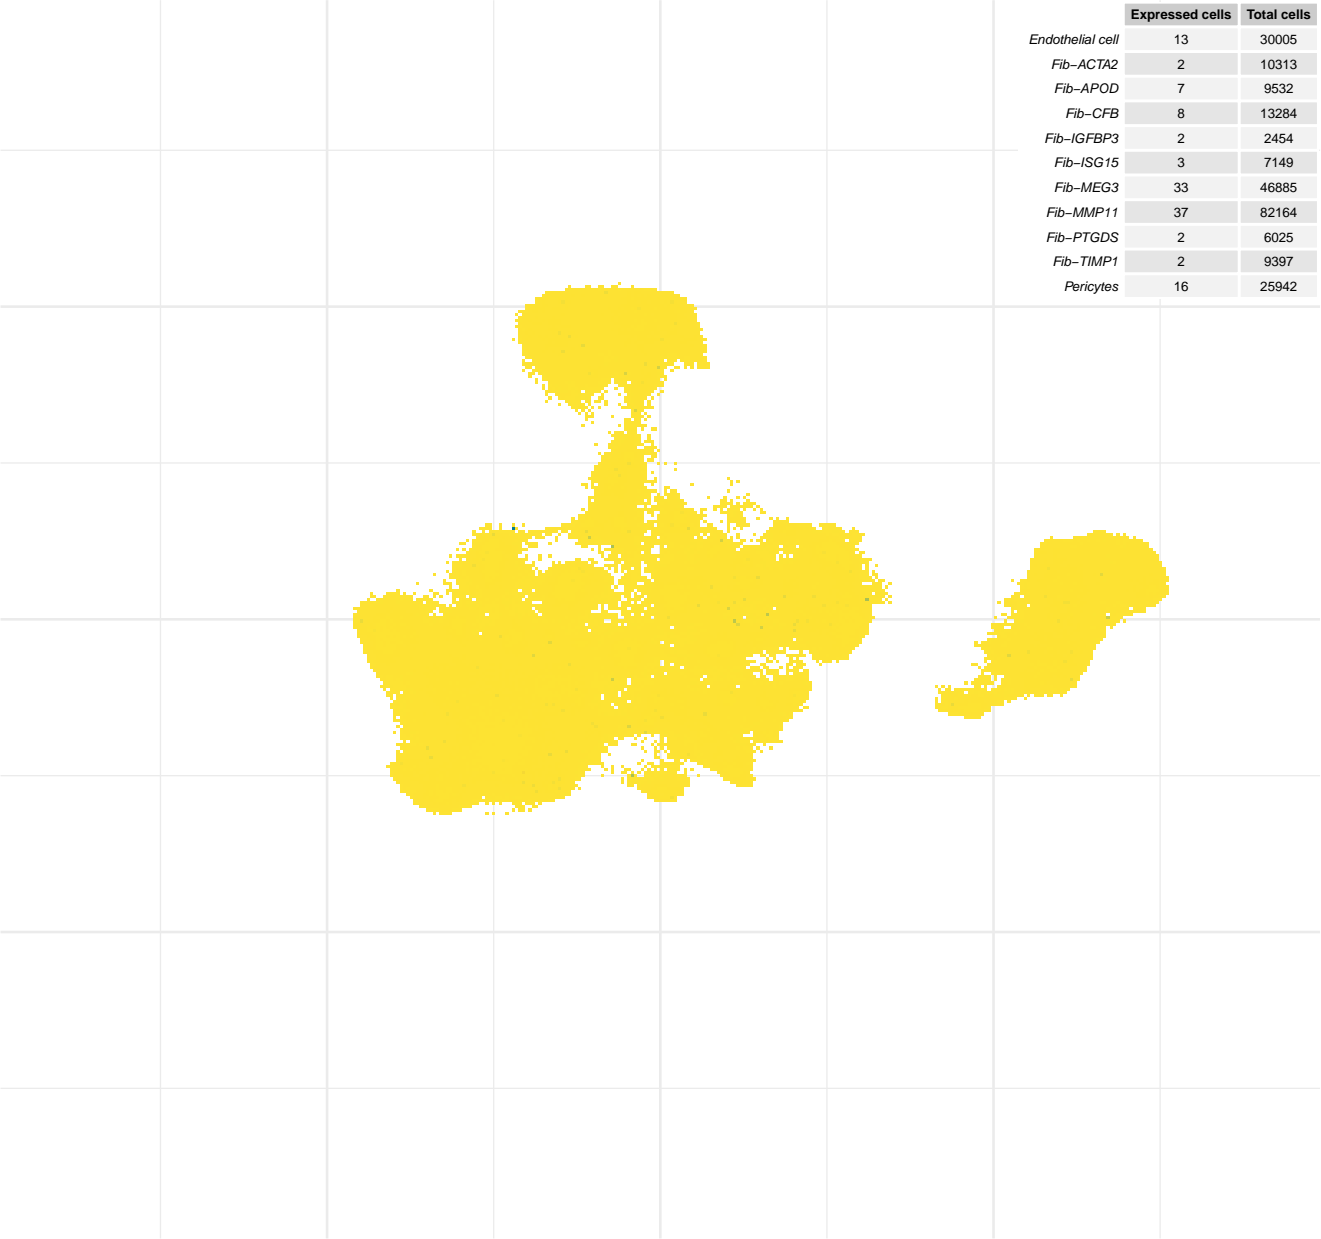 Expressed cells Total cells
Endothelial cell 13 30005
Fib−ACTA2 2 10313
Fib−APOD 7 9532
Fib−CFB 8 13284
Fib−IGFBP3 2 2454
Fib−ISG15 3 7149
Fib−MEG3 33 46885
Fib−MMP11 37 82164
Fib−PTGDS 2 6025
Fib−TIMP1 2 9397
Pericytes 16 25942